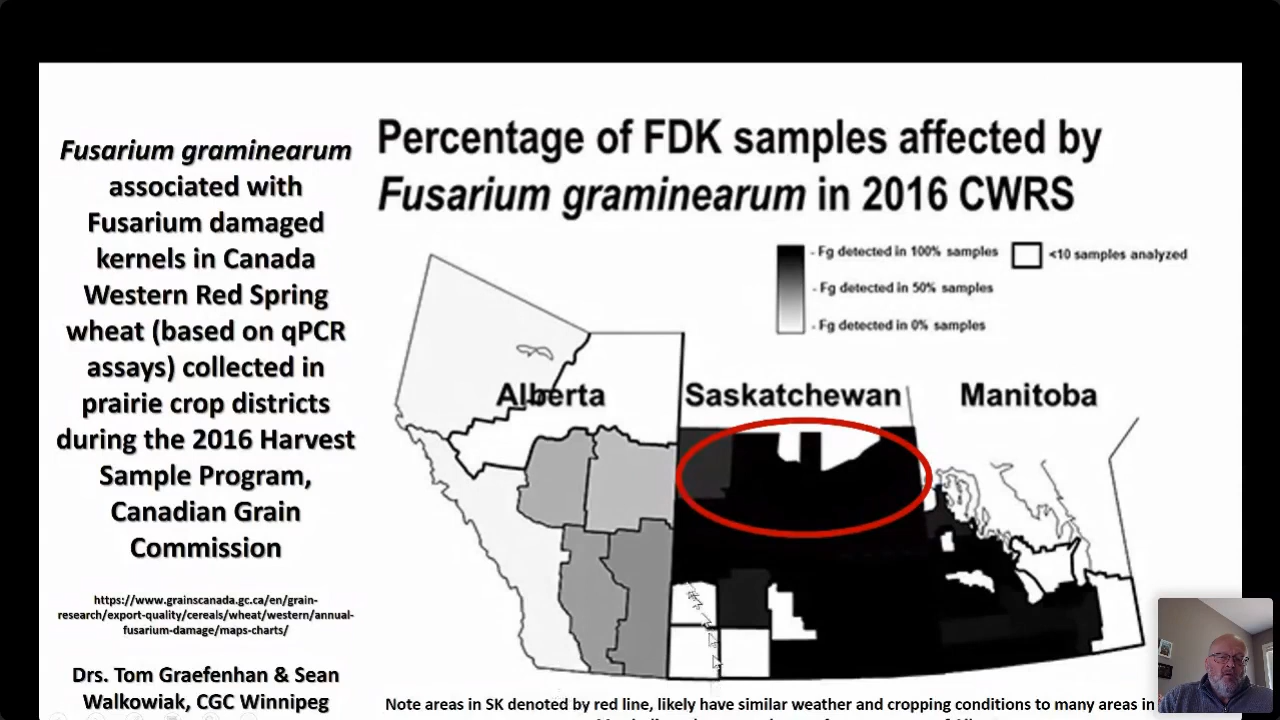 Fusarium graminearum
associated with
Fusarium damaged
kernels in Canada
Western Red Spring
wheat (based on qPCR
assays) collected in
prairie crop districts
during the 2016 Harvest
Sample Program,
Canadian Grain
Commission
https://www.grainscanada.gc.ca/en/grain-
research/export-quality/cereals/wheat/western/annual-
fusarium-damage/maps-charts/
Drs. Tom Graefenhan & Sean
Walkowiak, CGC Winnipeg
Percentage of FDK samples affected by
Fusarium graminearum in 2016 CWRS
- Fg detected in 100% samples
<10 samples analyzed
- Fg detected in 50% samples
- Fg detected in 0% samples
Alberta
Saskatchewan
Manitoba
Note areas in SK denoted by red line, likely have similar weather and cropping conditions to many areas in